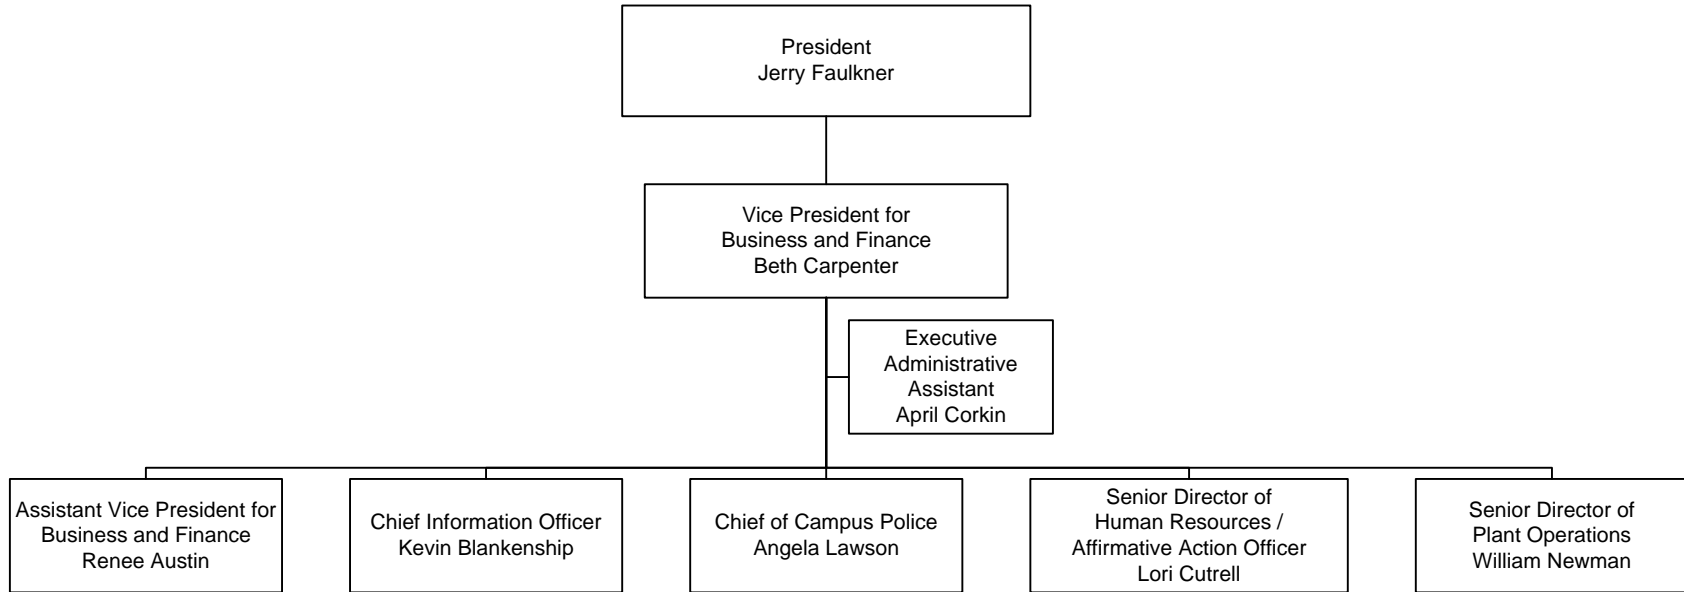 President
Jerry Faulkner
Vice President for
Business and Finance
Beth Carpenter
Executive
Administrative
Assistant
April Corkin
Assistant Vice President for
Business and Finance
Renee Austin
Chief Information Officer
Kevin Blankenship
Chief of Campus Police
Angela Lawson
Senior Director of
Human Resources /
Affirmative Action Officer
Lori Cutrell
Senior Director of
Plant Operations
William Newman